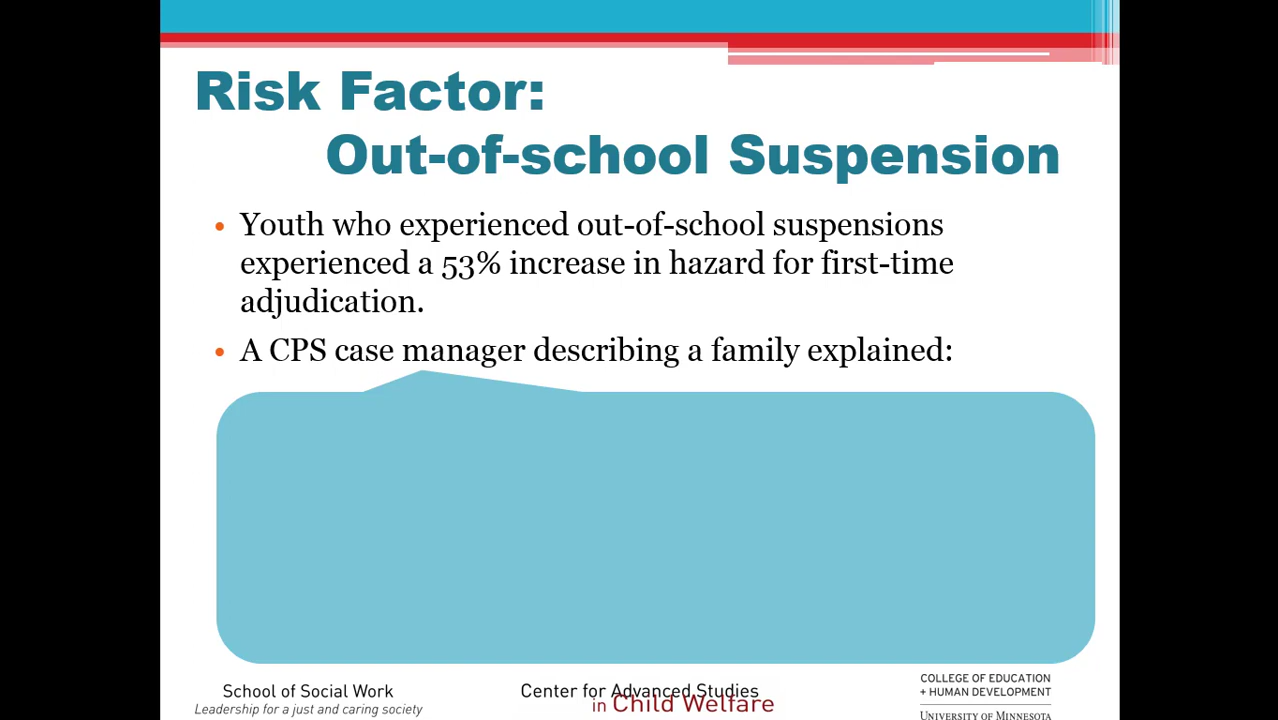 Risk Factor:
Out-of-school Suspension
• Youth who experienced out-of-school suspensions
experienced a 53% increase in hazard for first-time
adjudication.
• A CPS case manager describing a family explained:
School of Social Work
Leadership for a just and caring society
Center for Advanced Studies
in Child Welfare
COLLEGE OF EDUCATION
+ HUMAN DEVELOPMENT
UNIVERSITY OF MINNESOTA